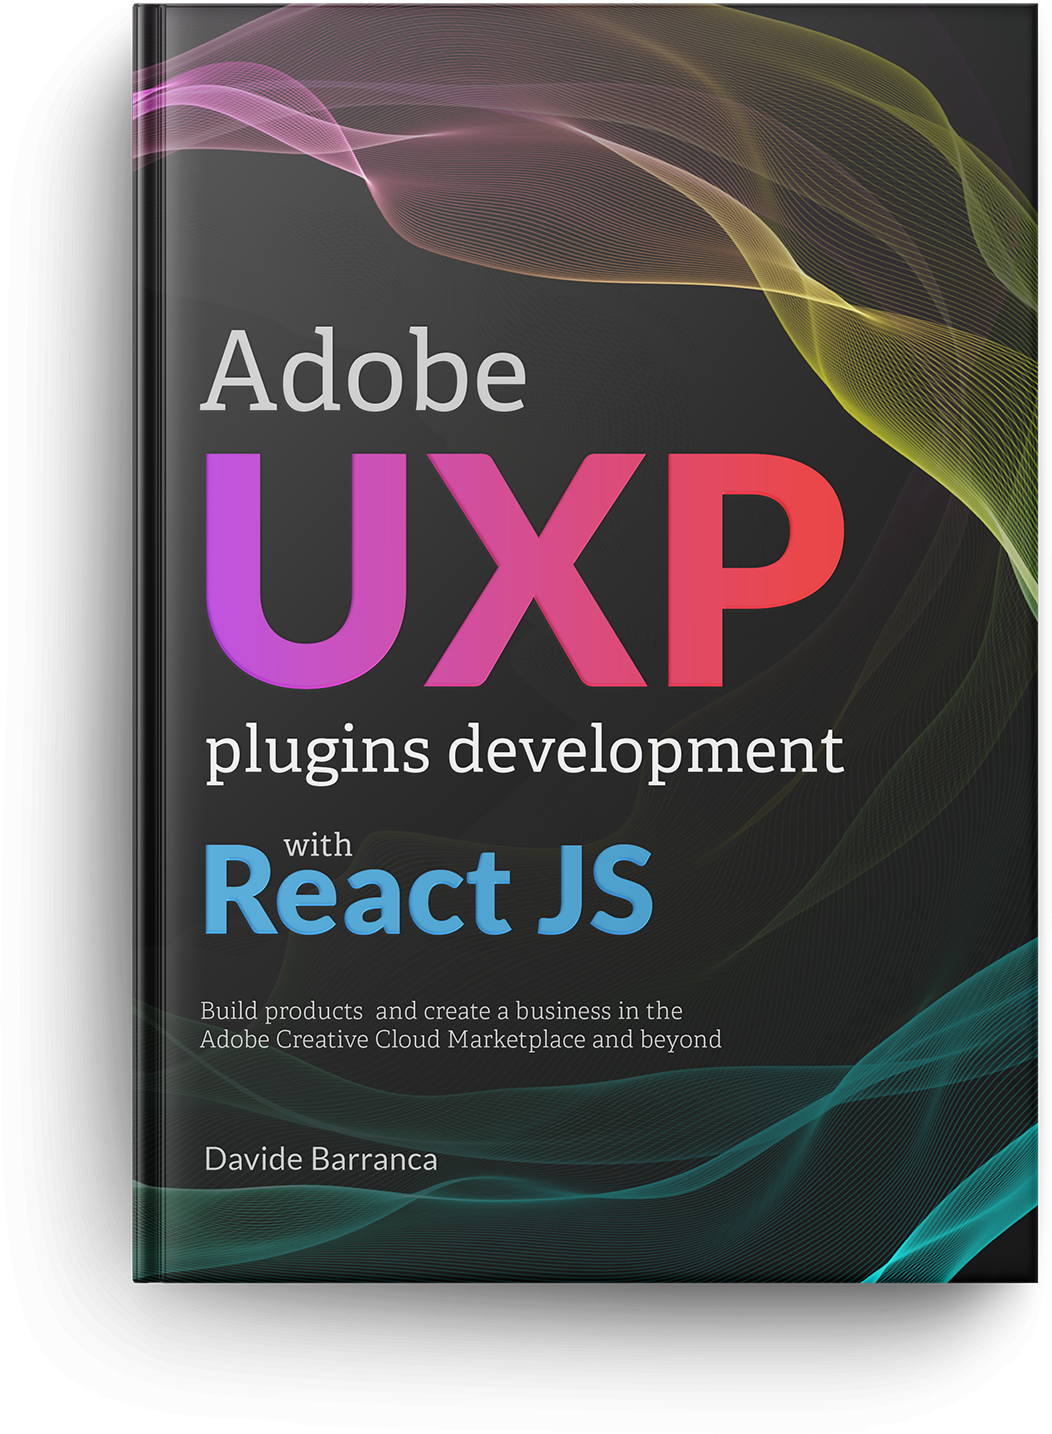 Adobe
UXP
plugins development
with
React JS
Build products and create a business in the
Adobe Creative Cloud Marketplace and beyond
Davide Barranca